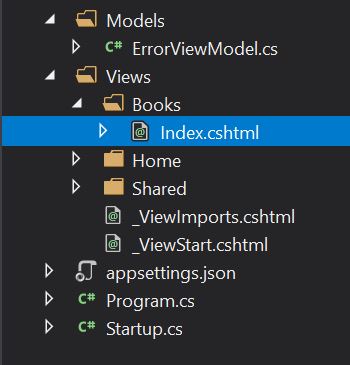 Models
C# ErrorViewModel.cs
Views
Books
@ Index.cshtml
Home
Shared
@ _ViewImports.cshtml
@ _ViewStart.cshtml
appsettings.json
C# Program.cs
C# Startup.cs